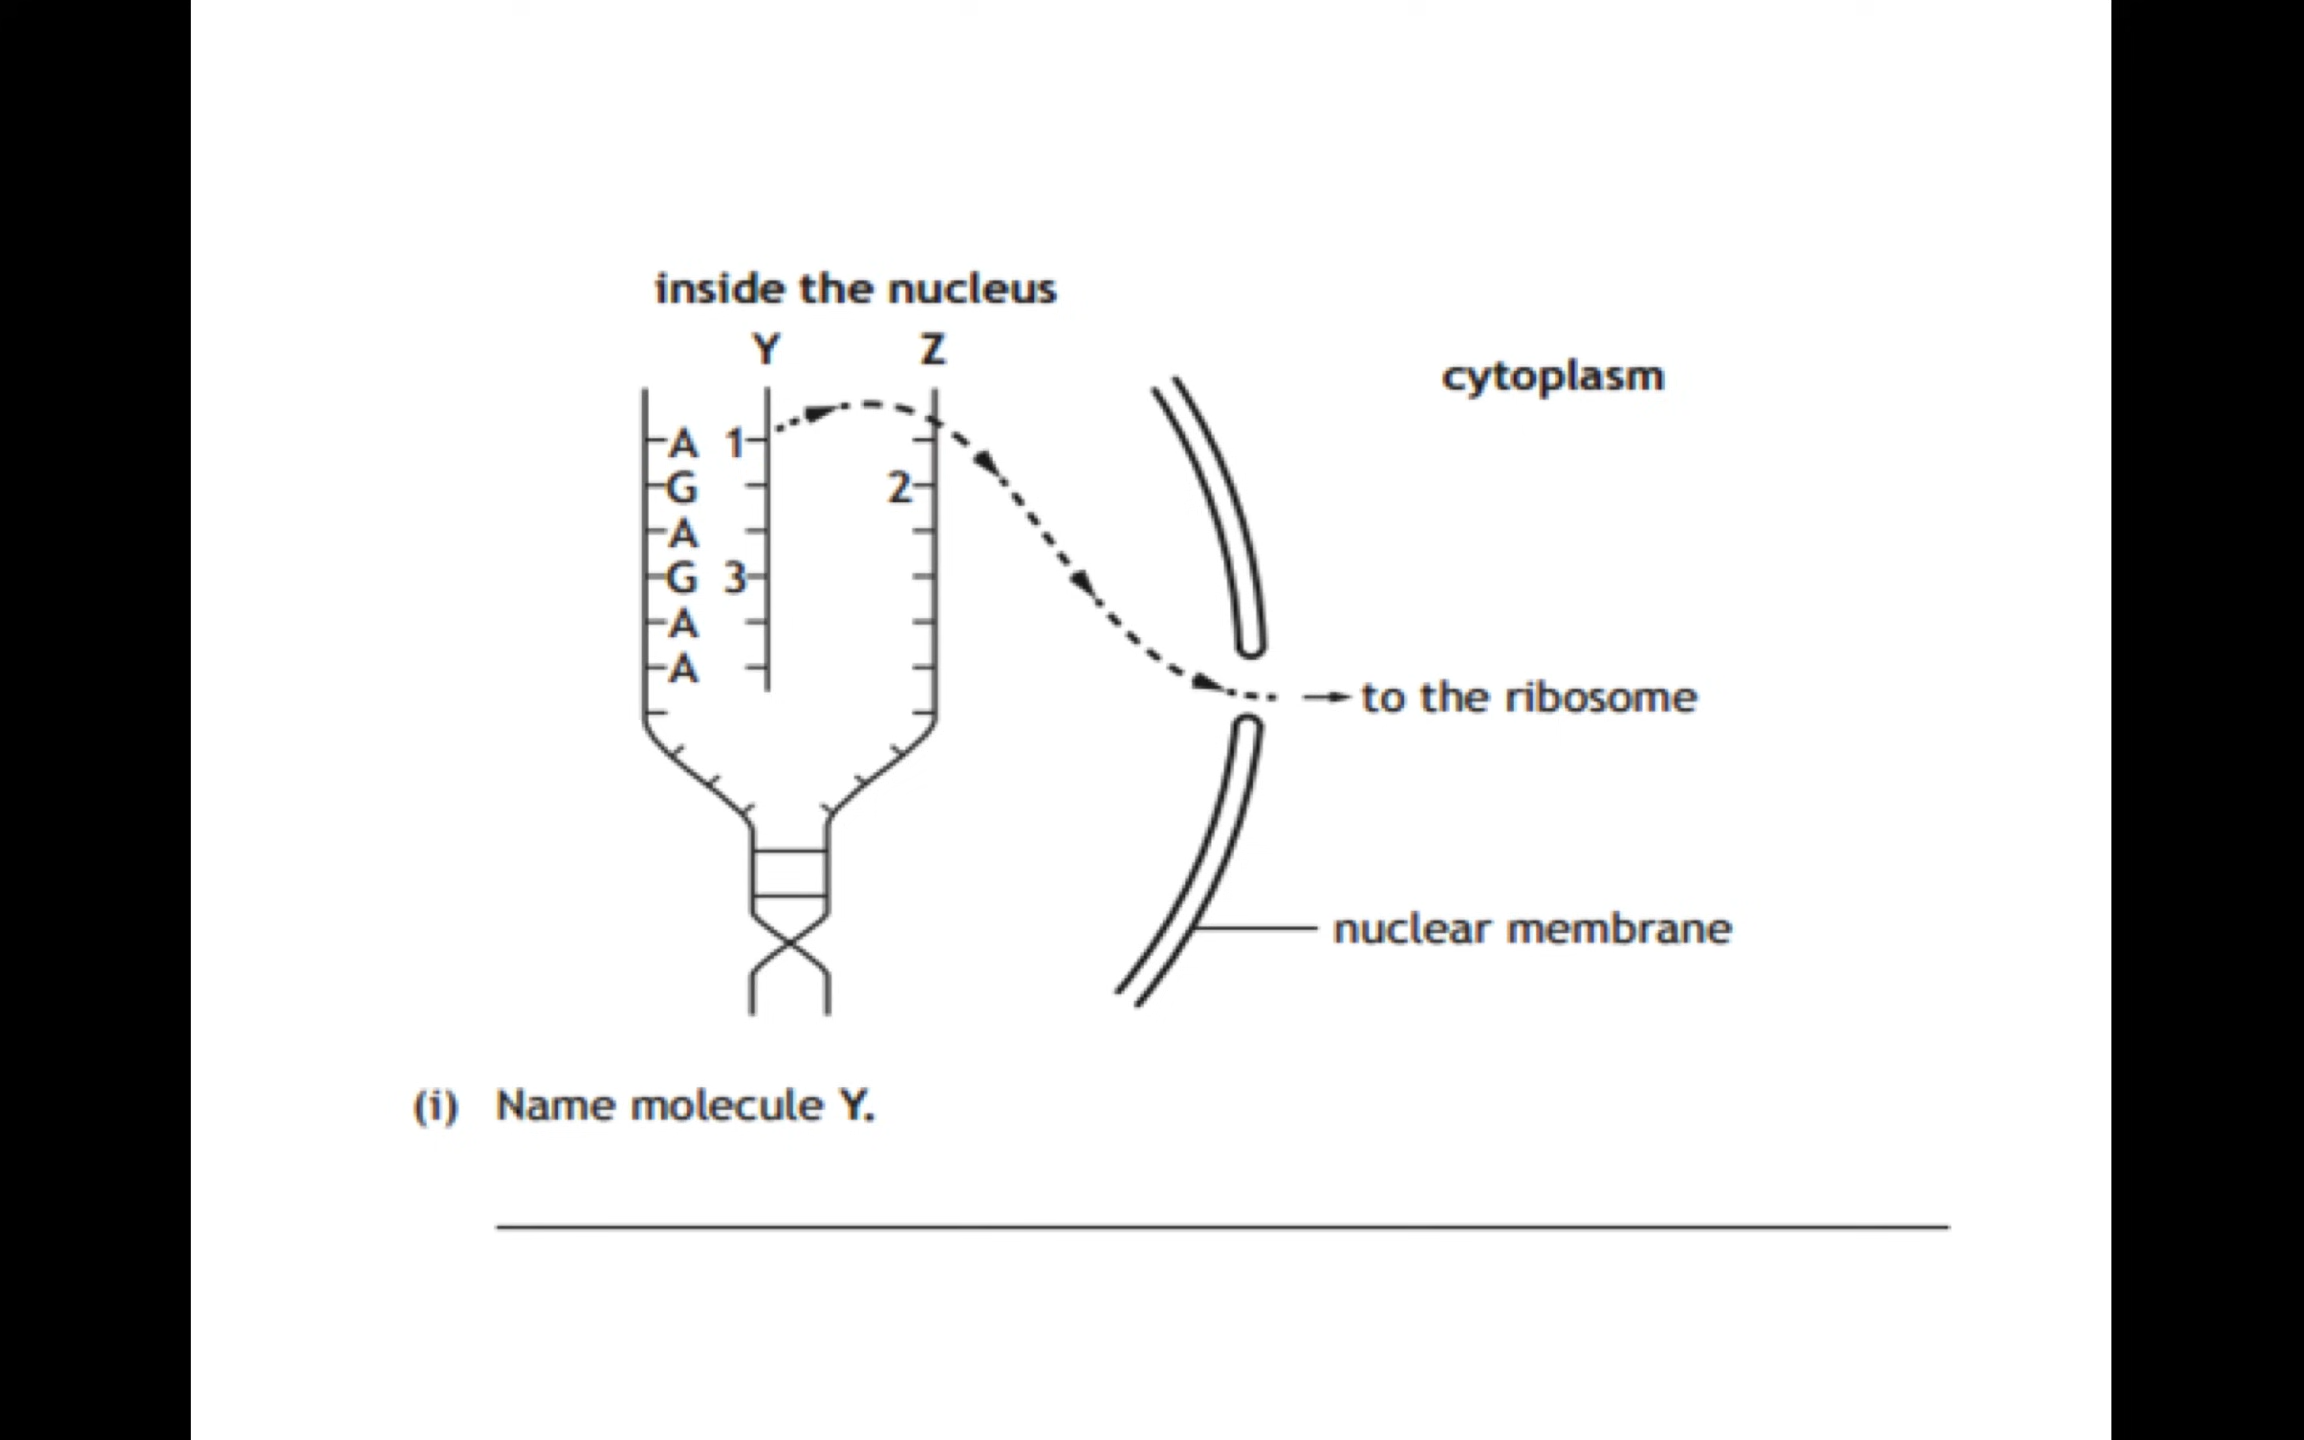 inside the nucleus
Y Z
cytoplasm
A 1
G 2
A
G 3
A
A
to the ribosome
nuclear membrane
(i) Name molecule Y.